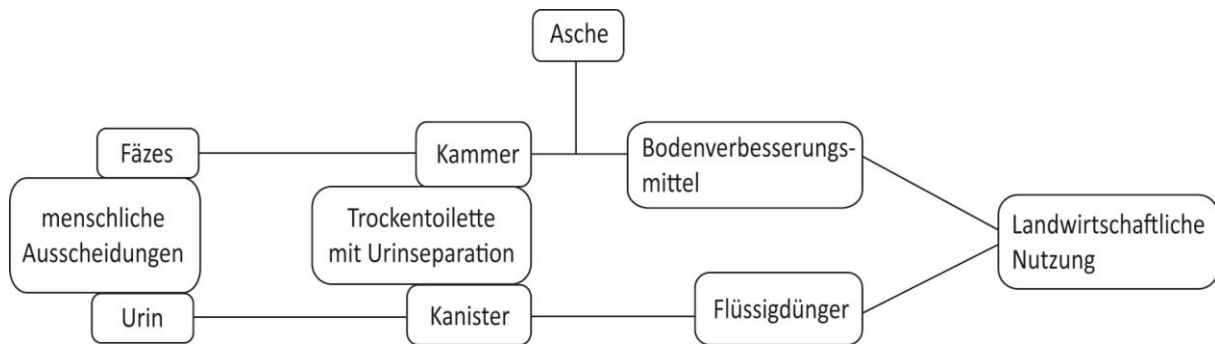 Asche
Fäzes
Kammer
Bodenverbesserungs-
mittel
menschliche
Ausscheidungen
Trockentoilette
mit Urinseparation
Landwirtschaftliche
Nutzung
Urin
Kanister
Flüssigdünger